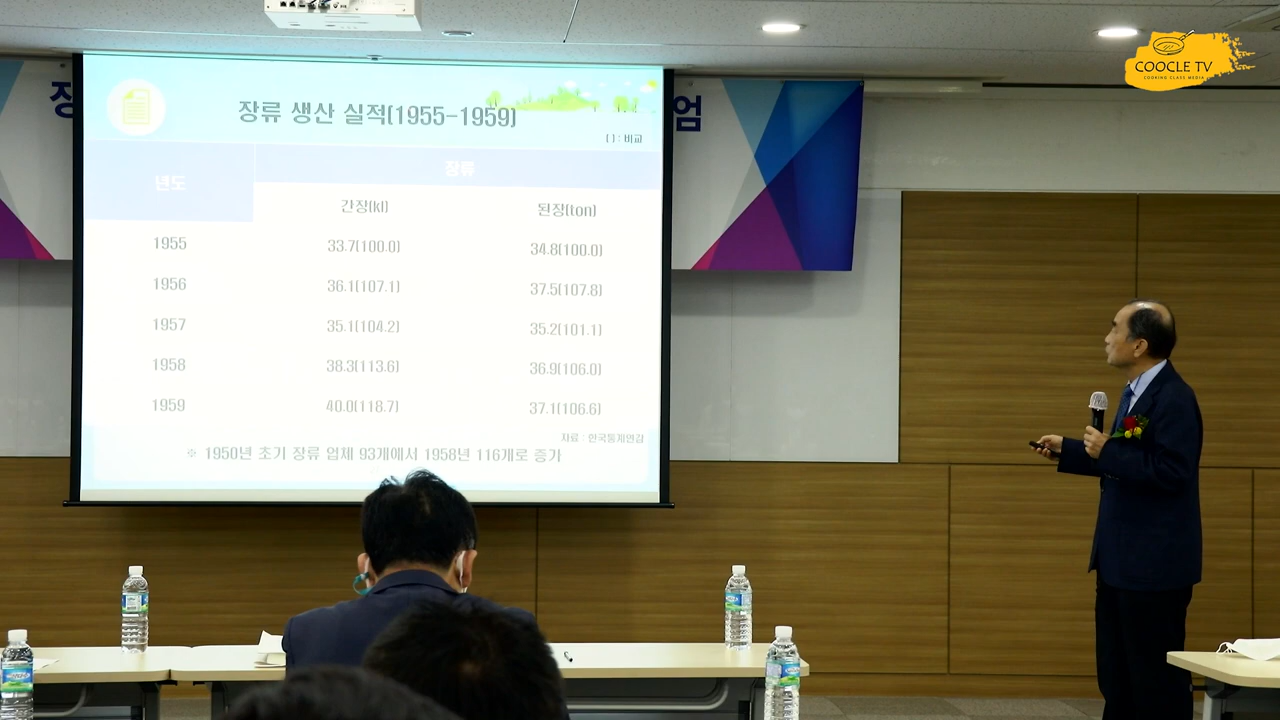 COOCLE TV
COOKING CLASS MEDIA
장
엄
장류 생산 실적(1955-1959)
( ) : 비교
년도 장류
간장(kl) 된장(ton)
1955 33.7(100.0) 34.8(100.0)
1956 36.1(107.1) 37.5(107.8)
1957 35.1(104.2) 35.2(101.1)
1958 38.3(113.6) 36.9(106.0)
1959 40.0(118.7) 37.1(106.6)
자료 : 한국통계연감
※ 1950년 초기 장류 업체 93개에서 1958년 116개로 증가